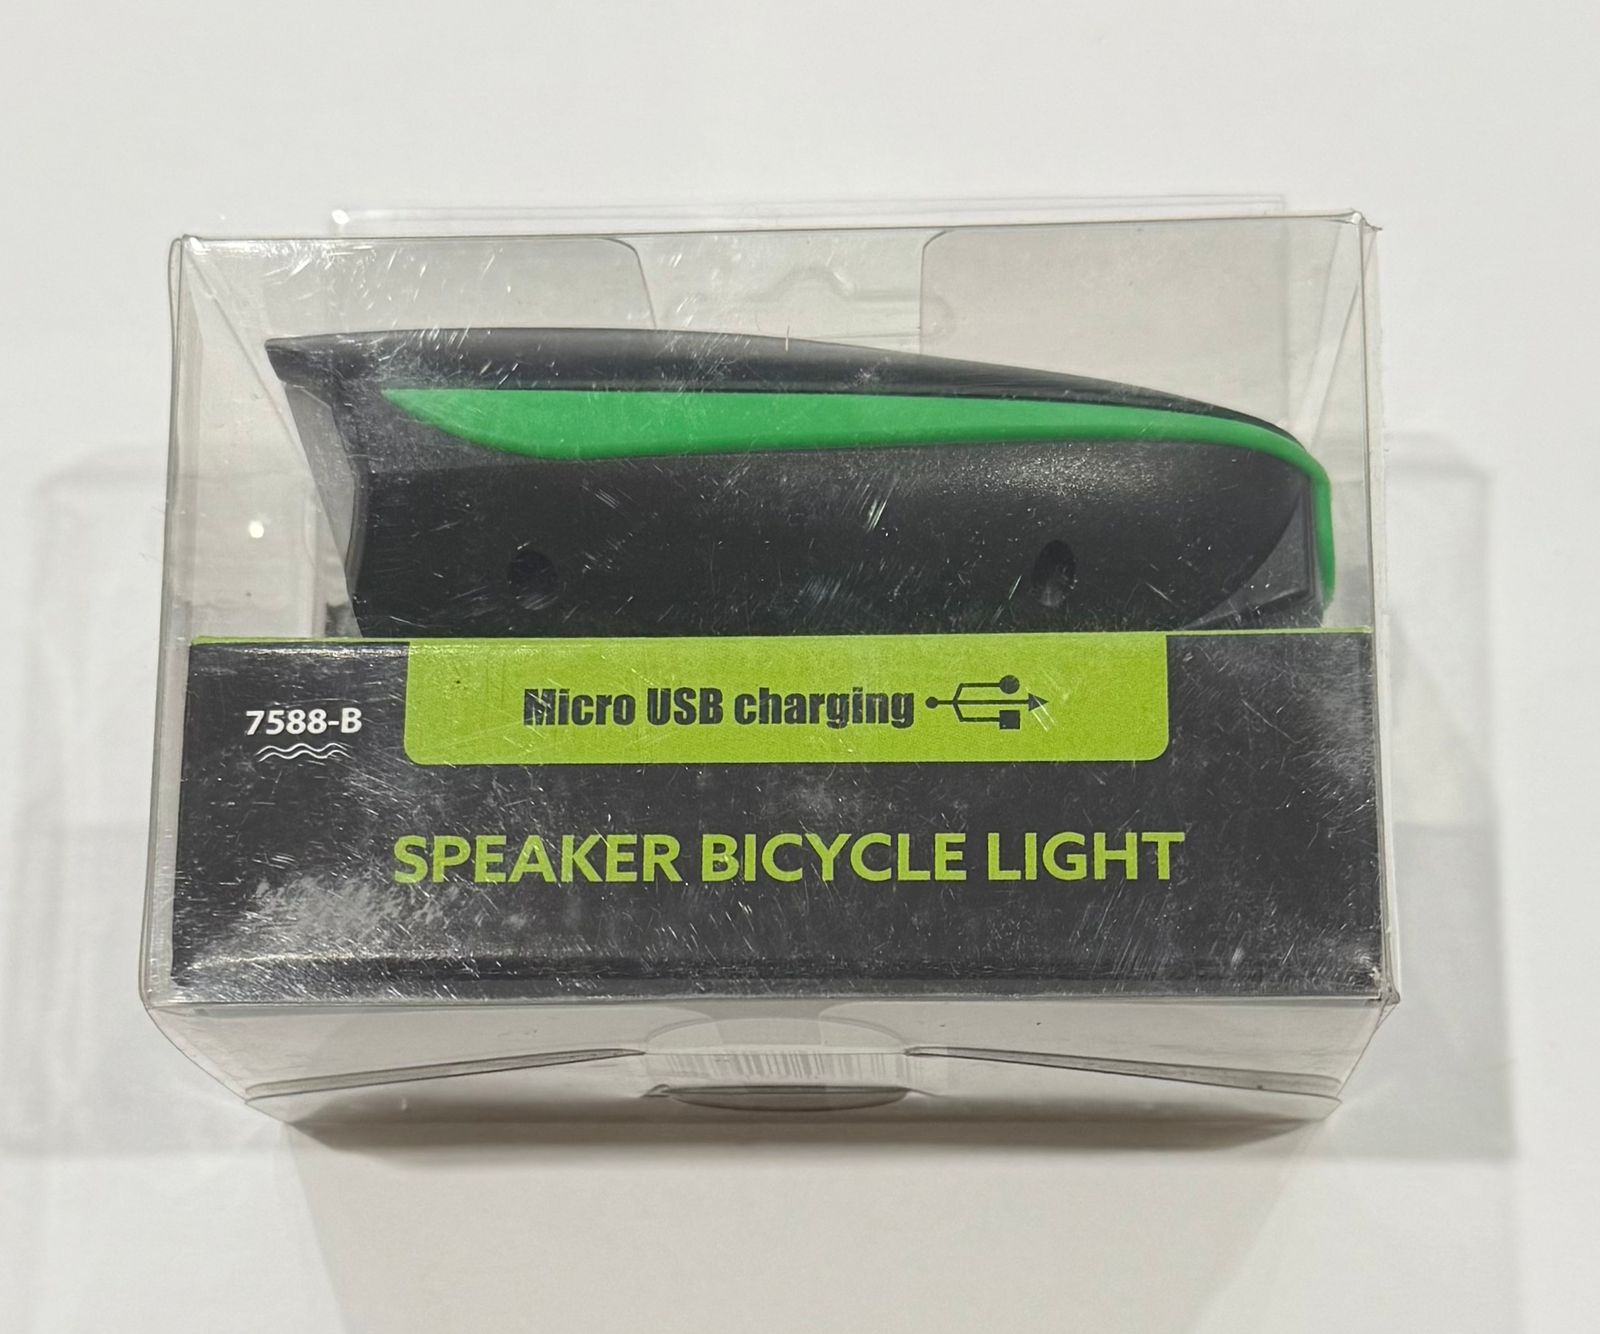 Micro USB charging
7588-B
SPEAKER BICYCLE LIGHT